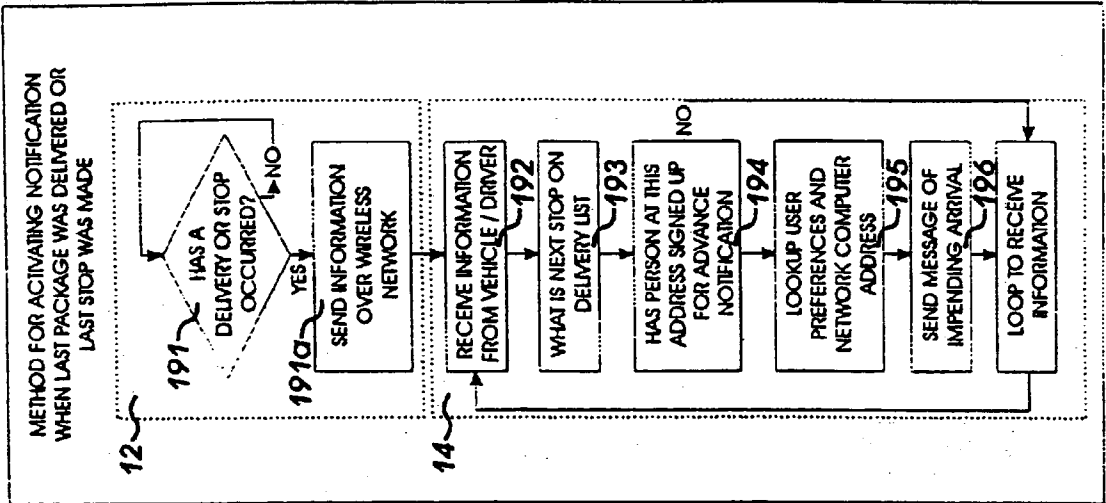 METHOD FOR ACTIVATING NOTIFICATION
WHEN LAST PACKAGE WAS DELIVERED OR
LAST STOP WAS MADE
12
191
HAS A
DELIVERY OR STOP
OCCURRED?
NO
YES
191a
SEND INFORMATION
OVER WIRELESS
NETWORK
14
RECEIVE INFORMATION
FROM VEHICLE / DRIVER
192
WHAT IS NEXT STOP ON
DELIVERY LIST
193
HAS PERSON AT THIS
ADDRESS SIGNED UP
FOR ADVANCE
NOTIFICATION
NO
194
LOOKUP USER
PREFERENCES AND
NETWORK COMPUTER
ADDRESS
195
SEND MESSAGE OF
IMPENDING ARRIVAL
196
LOOP TO RECEIVE
INFORMATION